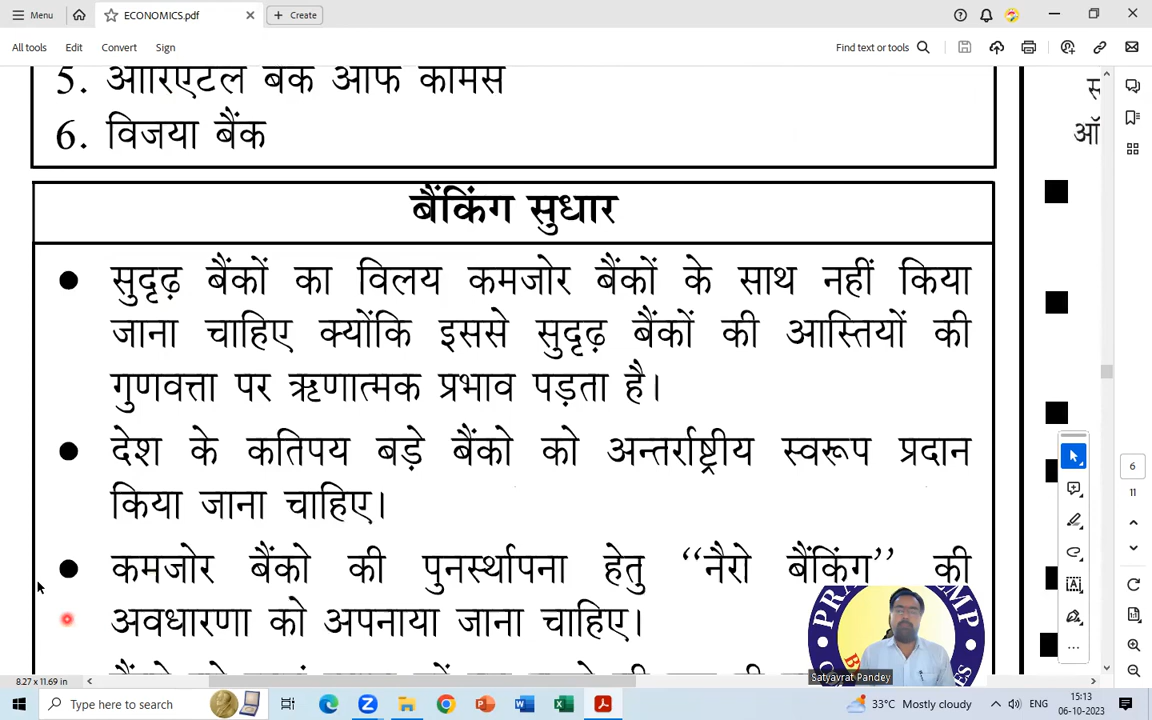 Menu
ECONOMICS.pdf
Create
All tools Edit Convert Sign
Find text or tools
5. ओरिएंटल बैंक ऑफ कॉमर्स
6. विजया बैंक
बैंकिंग सुधार
सुदृढ़ बैंकों का विलय कमजोर बैंकों के साथ नहीं किया
जाना चाहिए क्योंकि इससे सुदृढ़ बैंकों की आस्तियों की
गुणवत्ता पर ऋणात्मक प्रभाव पड़ता है।
देश के कतिपय बड़े बैंको को अन्तर्राष्ट्रीय स्वरूप प्रदान
किया जाना चाहिए।
कमजोर बैंको की पुनर्स्थापना हेतु ‘‘नैरो बैंकिंग’’ की
अवधारणा को अपनाया जाना चाहिए।
ऑ
6
11
Satyavrat Pandey
8.27 x 11.69 in
Type here to search
33°C Mostly cloudy
ENG
15:13
06-10-2023